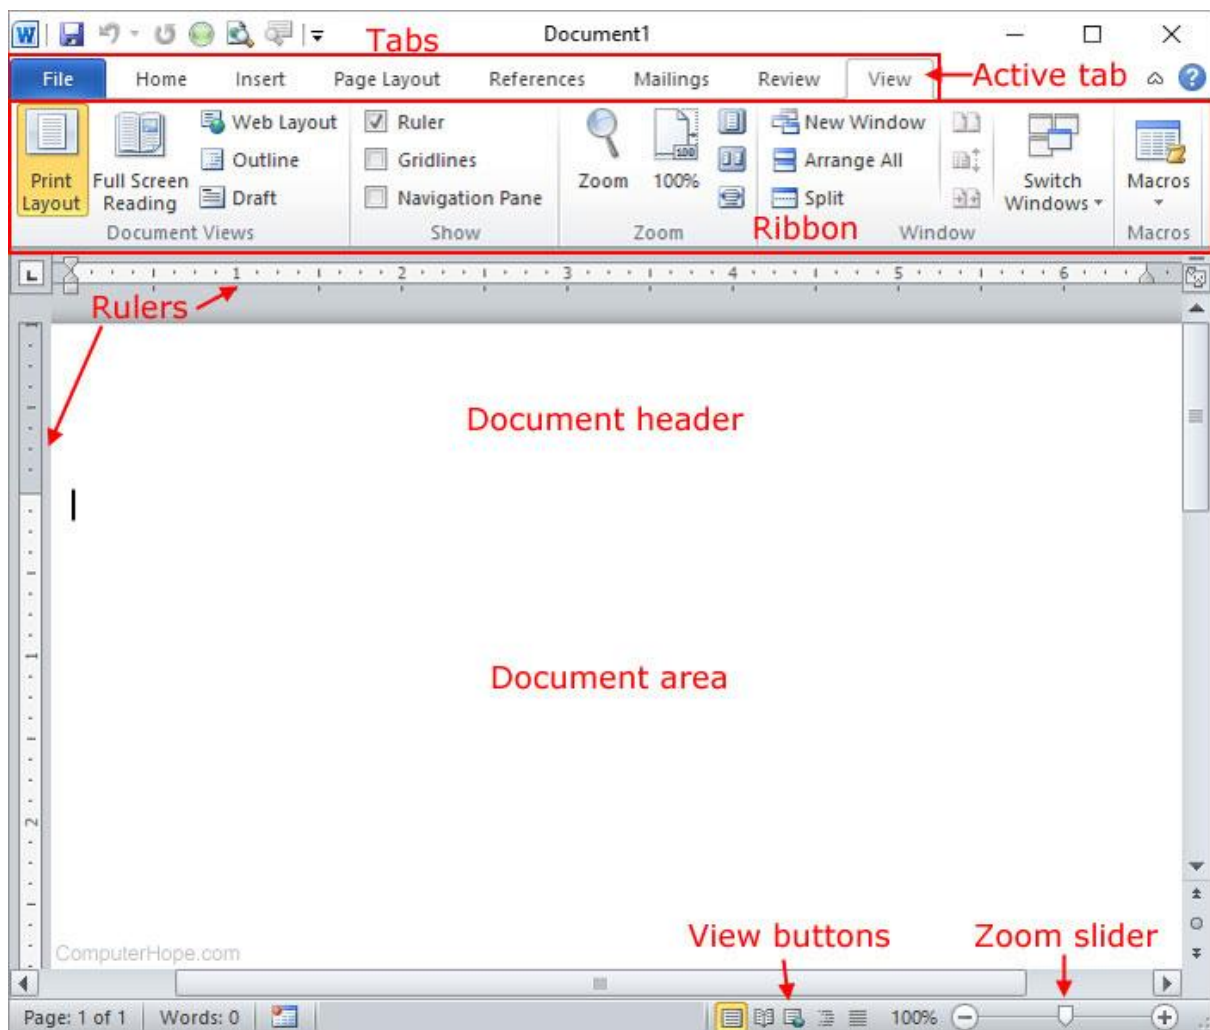 W
Document1
Tabs
File Home Insert Page Layout References Mailings Review View
Active tab
?
Print Layout
Full Screen Reading
Web Layout
Outline
Draft
Document Views
Ruler
Gridlines
Navigation Pane
Show
Zoom
100
100%
Zoom
New Window
Arrange All
Split
Switch Windows
Window
Macros
Macros
Ribbon
L
1 2 3 4 5 6
Rulers
Document header
Document area
1
2
ComputerHope.com
View buttons
Zoom slider
Page: 1 of 1 Words: 0 100%